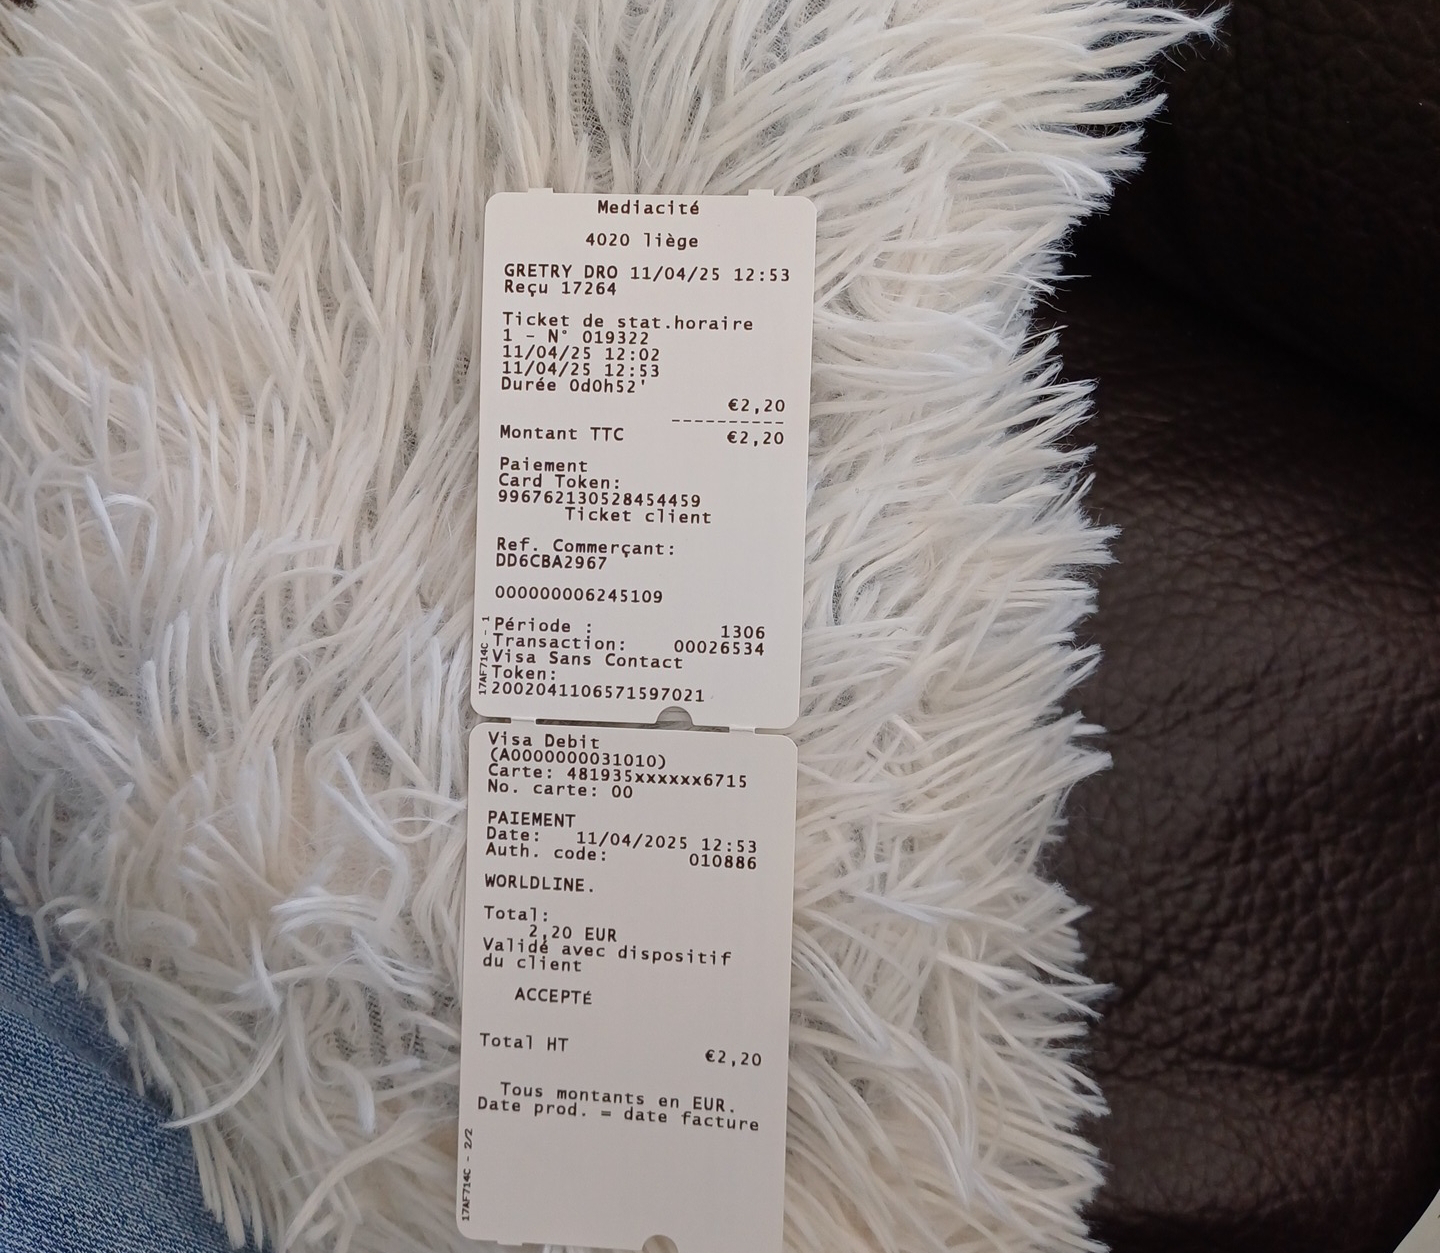 Mediacité
4020 liège
GRETRY DRO 11/04/25 12:53
Reçu 17264
Ticket de stat.horaire
1 - N° 019322
11/04/25 12:02
11/04/25 12:53
Durée 0d0h52'
€2,20
----------
Montant TTC €2,20
Paiement
Card Token:
996762130528454459
Ticket client
Ref. Commerçant:
DD6CBA2967
000000006245109
Période : 1306
Transaction: 00026534
Visa Sans Contact
Token:
2002041106571597021
17AF714C - 1
Visa Debit
(A0000000031010)
Carte: 481935xxxxxx6715
No. carte: 00
PAIEMENT
Date: 11/04/2025 12:53
Auth. code: 010886
WORLDLINE.
Total:
2,20 EUR
Validé avec dispositif
du client
ACCEPTÉ
Total HT €2,20
Tous montants en EUR.
Date prod. = date facture
17AF714C - 2/2